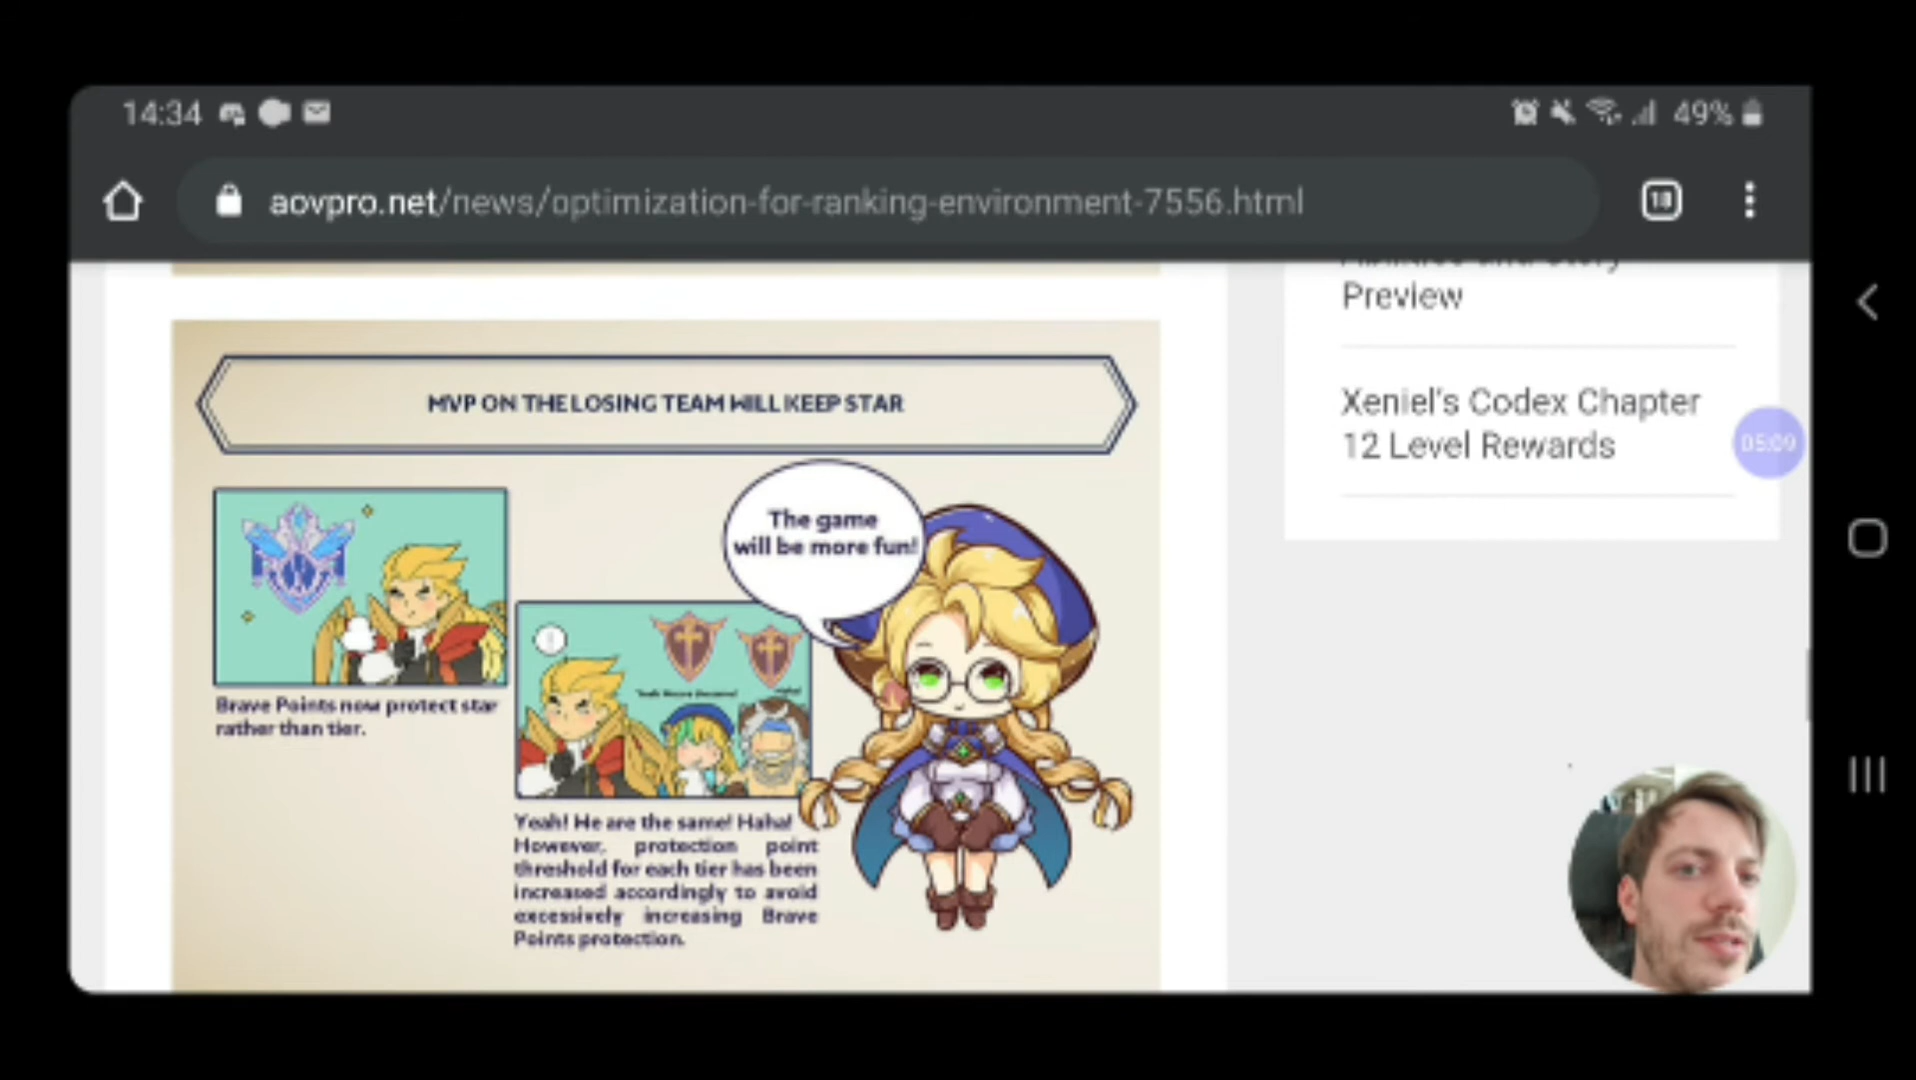 14:34
49%
aovpro.net/news/optimization-for-ranking-environment-7556.html
18
Preview
Xeniel's Codex Chapter
12 Level Rewards
05:09
MVP ON THE LOSING TEAM WILL KEEP STAR
The game
will be more fun!
Brave Points now protect star
rather than tier.
Yeah! We are the same! Haha!
However, protection point
threshold for each tier has been
increased accordingly to avoid
excessively increasing Brave
Points protection.